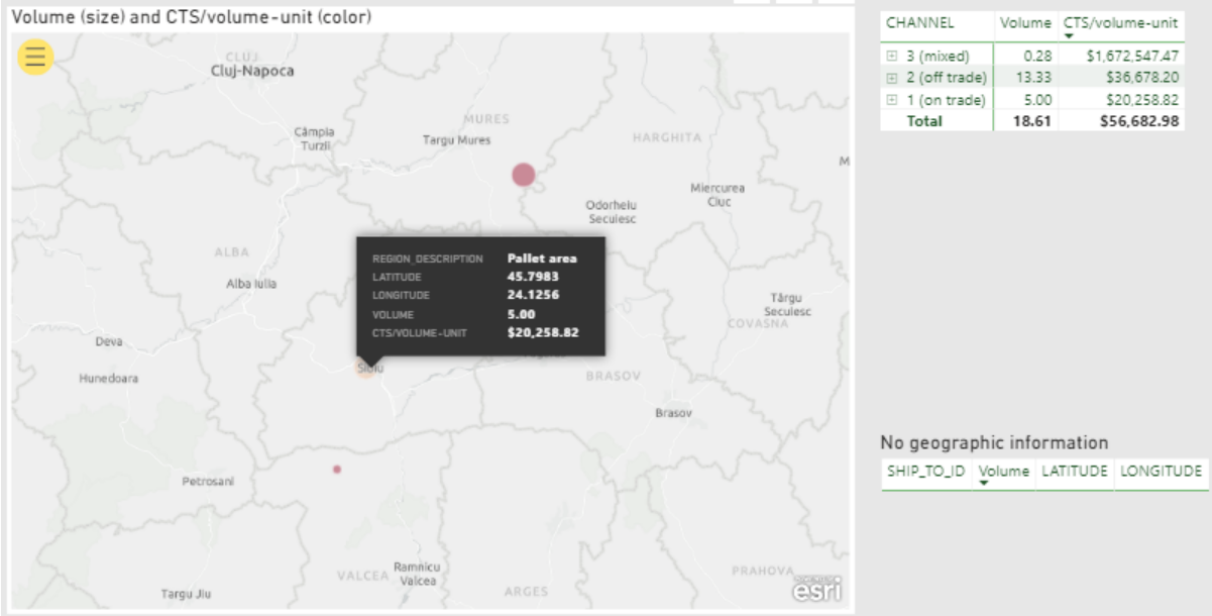 Volume (size) and CTS/volume-unit (color)
CLUJ
Cluj-Napoca
Câmpia
Turzii
MURES
Targu Mures
HARGHITA
M
Miercurea
Ciuc
Odorheiu
Secuiesc
ALBA
Alba Iulia
REGION_DESCRIPTION Pallet area
LATITUDE 45.7983
LONGITUDE 24.1256
VOLUME 5.00
CTS/VOLUME-UNIT $20,258.82
Târgu
Secuiesc
COVASNA
Deva
Hunedoara
Sibiu
BRASOV
Brasov
Petrosani
Ramnicu
Valcea
VALCEA
ARGES
PRAHOVA
Targu Jiu
esri
CHANNEL Volume CTS/volume-unit
3 (mixed) 0.28 $1,672,547.47
2 (off trade) 13.33 $36,678.20
1 (on trade) 5.00 $20,258.82
Total 18.61 $56,682.98
No geographic information
SHIP_TO_ID Volume LATITUDE LONGITUDE